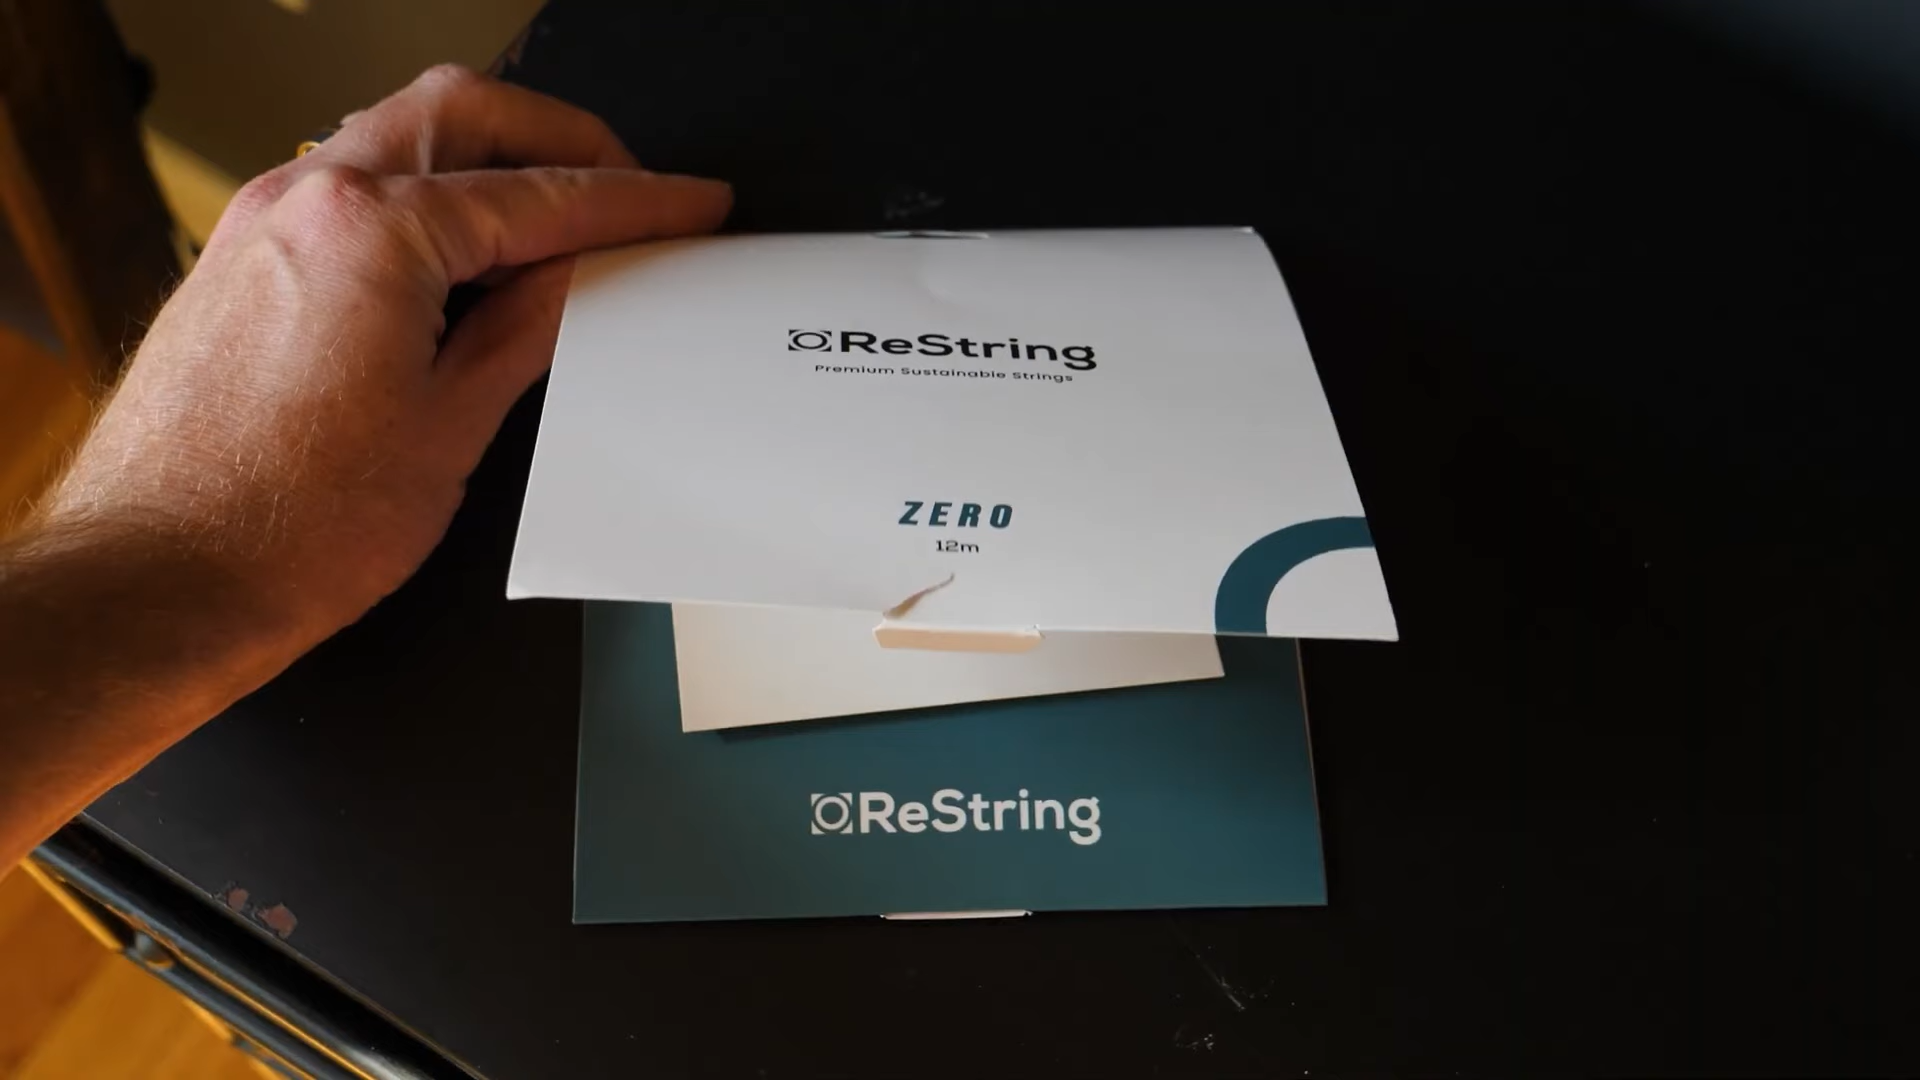 ReString
Premium Sustainable Strings
ZERO
12m
ReString